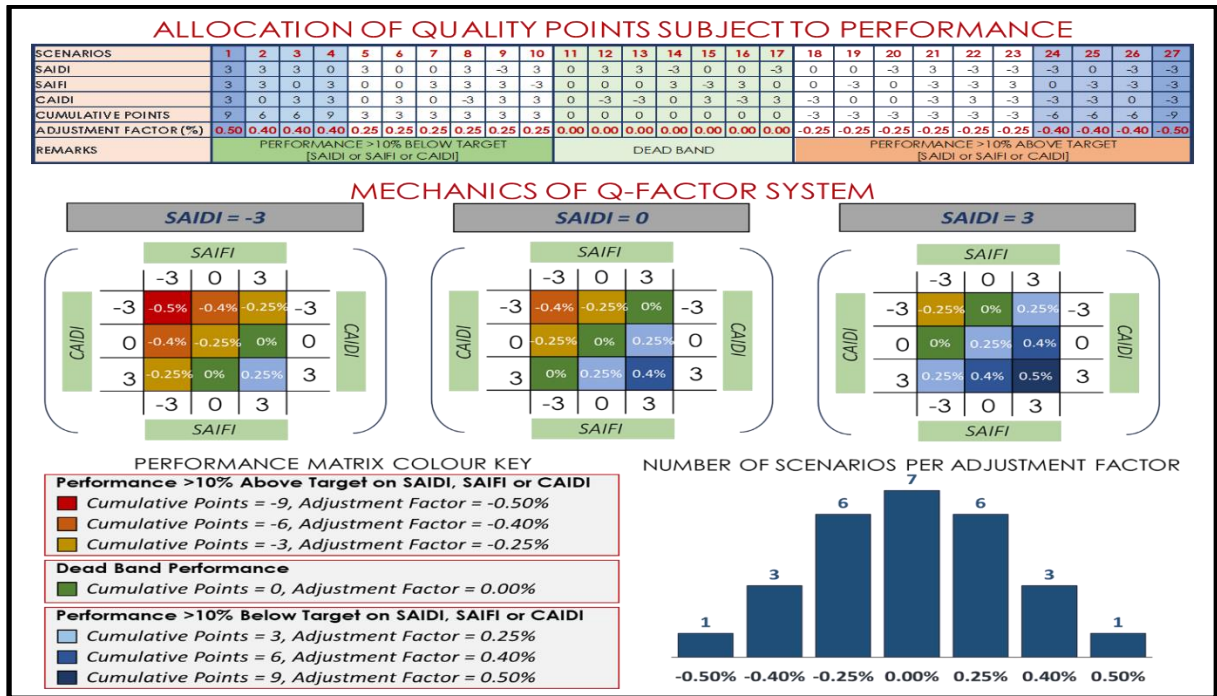 ALLOCATION OF QUALITY POINTS SUBJECT TO PERFORMANCE
SCENARIOS 1 2 3 4 5 6 7 8 9 10 11 12 13 14 15 16 17 18 19 20 21 22 23 24 25 26 27
SAIDI 3 3 3 0 3 0 0 3 -3 3 0 3 3 -3 0 0 -3 0 0 -3 3 -3 -3 -3 0 -3 -3
SAIFI 3 3 0 3 0 0 3 3 3 -3 0 0 0 3 -3 3 0 0 -3 0 -3 3 -3 0 -3 -3 -3
CAIDI 3 0 3 3 0 3 0 -3 3 3 0 -3 -3 0 3 -3 3 -3 0 0 -3 -3 3 -3 -3 0 -3
CUMULATIVE POINTS 9 6 6 9 3 3 3 3 3 3 0 0 0 0 0 0 0 -3 -3 -3 -3 -3 -3 -6 -6 -6 -9
ADJUSTMENT FACTOR (%) 0.50 0.40 0.40 0.40 0.25 0.25 0.25 0.25 0.25 0.25 0.00 0.00 0.00 0.00 0.00 0.00 0.00 -0.25 -0.25 -0.25 -0.25 -0.25 -0.25 -0.40 -0.40 -0.40 -0.50
REMARKS PERFORMANCE >10% BELOW TARGET DEAD BAND PERFORMANCE >10% ABOVE TARGET
[SAIDI or SAIFI or CAIDI] [SAIDI or SAIFI or CAIDI]
MECHANICS OF Q-FACTOR SYSTEM
SAIDI = -3
SAIFI
-3 0 3
CAIDI
-3 -0.5% -0.4% -0.25% -3
0 -0.4% -0.25% 0% 0
3 -0.25% 0% 0.25% 3
CAIDI
-3 0 3
SAIFI
SAIDI = 0
SAIFI
-3 0 3
CAIDI
-3 -0.4% -0.25% 0% -3
0 -0.25% 0% 0.25% 0
3 0% 0.25% 0.4% 3
CAIDI
-3 0 3
SAIFI
SAIDI = 3
SAIFI
-3 0 3
CAIDI
-3 -0.25% 0% 0.25% -3
0 0% 0.25% 0.4% 0
3 0.25% 0.4% 0.5% 3
CAIDI
-3 0 3
SAIFI
PERFORMANCE MATRIX COLOUR KEY
Performance >10% Above Target on SAIDI, SAIFI or CAIDI
Cumulative Points = -9, Adjustment Factor = -0.50%
Cumulative Points = -6, Adjustment Factor = -0.40%
Cumulative Points = -3, Adjustment Factor = -0.25%
Dead Band Performance
Cumulative Points = 0, Adjustment Factor = 0.00%
Performance >10% Below Target on SAIDI, SAIFI or CAIDI
Cumulative Points = 3, Adjustment Factor = 0.25%
Cumulative Points = 6, Adjustment Factor = 0.40%
Cumulative Points = 9, Adjustment Factor = 0.50%
NUMBER OF SCENARIOS PER ADJUSTMENT FACTOR
1 3 6 7 6 3 1
-0.50% -0.40% -0.25% 0.00% 0.25% 0.40% 0.50%